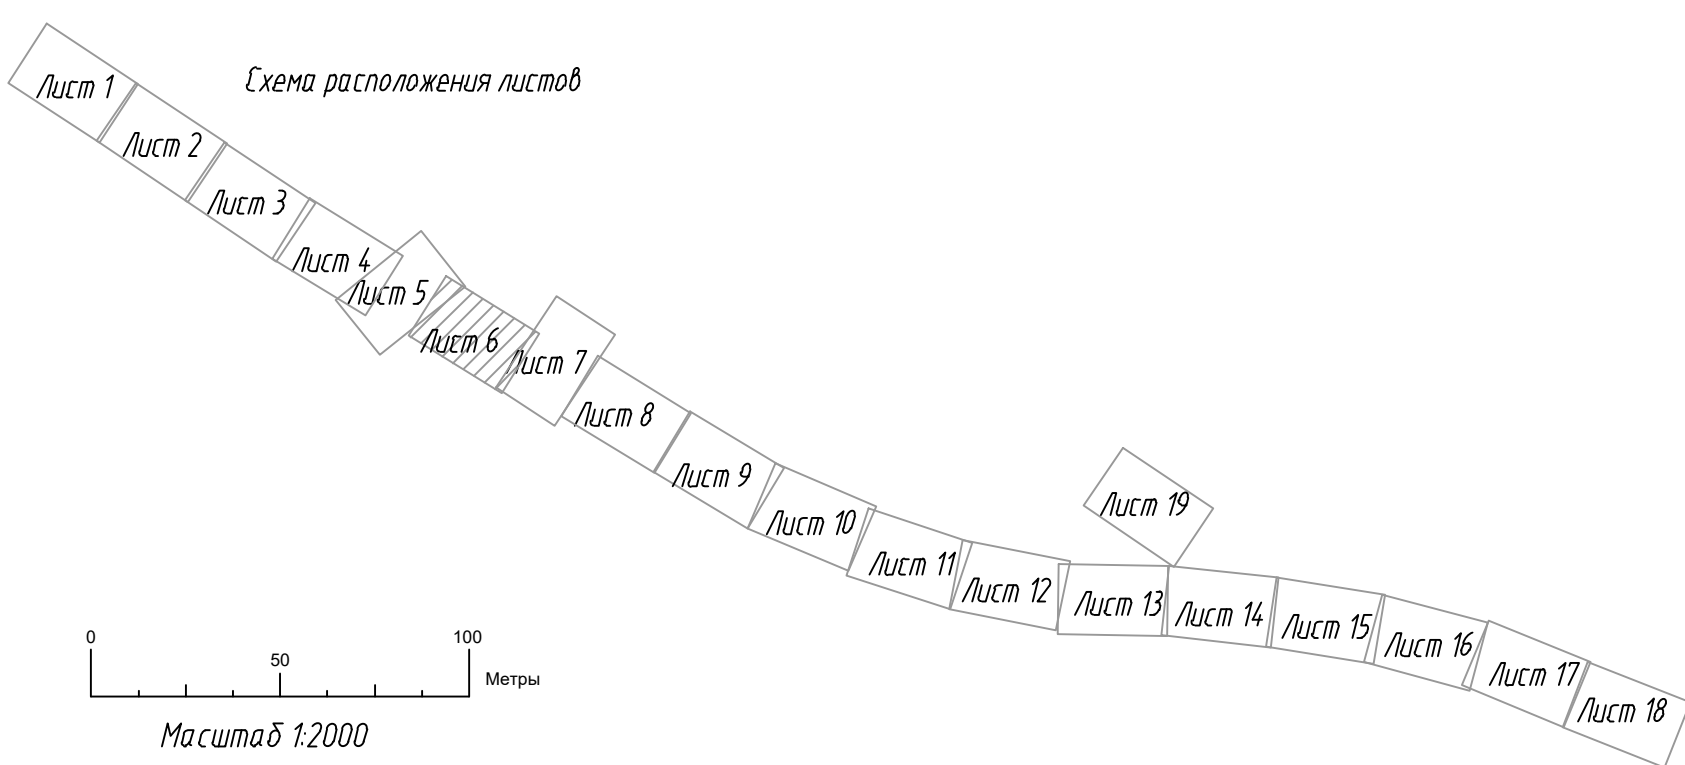 Схема расположения листов
Лист 1
Лист 2
Лист 3
Лист 4
Лист 5
Лист 6
Лист 7
Лист 8
Лист 9
Лист 10
Лист 11
Лист 12
Лист 13
Лист 14
Лист 15
Лист 16
Лист 17
Лист 18
Лист 19
0
50
100
Метры
Масштаб 1:2000